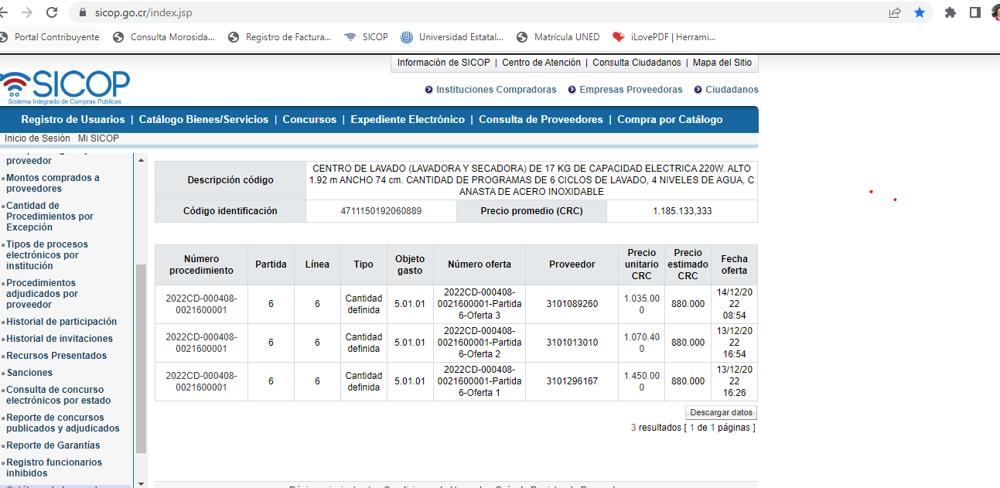 sicop.go.cr/index.jsp
Portal Contribuyente Consulta Morosida... Registro de Factura... SICOP Universidad Estatal... Matrícula UNED iLovePDF | Herrami...
Información de SICOP | Centro de Atención | Consulta Ciudadanos | Mapa del Sitio
SICOP
Sistema Integrado de Compras Públicas
Instituciones Compradoras Empresas Proveedoras Ciudadanos
Registro de Usuarios | Catálogo Bienes/Servicios | Concursos | Expediente Electrónico | Consulta de Proveedores | Compra por Catálogo
Inicio de Sesión Mi SICOP
proveedor
Montos comprados a
proveedores
Cantidad de
Procedimientos por
Excepción
Tipos de procesos
electrónicos por
institución
Procedimientos
adjudicados por
proveedor
Historial de participación
Historial de invitaciones
Recursos Presentados
Sanciones
Consulta de concurso
electrónicos por estado
Reporte de concursos
publicados y adjudicados
Reporte de Garantías
Registro funcionarios
inhibidos
Descripción código
CENTRO DE LAVADO (LAVADORA Y SECADORA) DE 17 KG DE CAPACIDAD ELECTRICA 220W. ALTO
1.92 m ANCHO 74 cm. CANTIDAD DE PROGRAMAS DE 6 CICLOS DE LAVADO, 4 NIVELES DE AGUA, C
ANASTA DE ACERO INOXIDABLE
Código identificación 4711150192060889 Precio promedio (CRC) 1.185.133,333
Número
procedimiento
Partida
Línea
Tipo
Objeto
gasto
Número oferta
Proveedor
Precio
unitario
CRC
Precio
estimado
CRC
Fecha
oferta
2022CD-000408-
0021600001
6
6
Cantidad
definida
5.01.01
2022CD-000408-
0021600001-Partida
6-Oferta 3
3101089260
1.035.00
0
880.000
14/12/20
22
08:54
2022CD-000408-
0021600001
6
6
Cantidad
definida
5.01.01
2022CD-000408-
0021600001-Partida
6-Oferta 2
3101013010
1.070.40
0
880.000
13/12/20
22
16:54
2022CD-000408-
0021600001
6
6
Cantidad
definida
5.01.01
2022CD-000408-
0021600001-Partida
6-Oferta 1
3101296167
1.450.00
0
880.000
13/12/20
22
16:26
Descargar datos
3 resultados [ 1 de 1 páginas ]